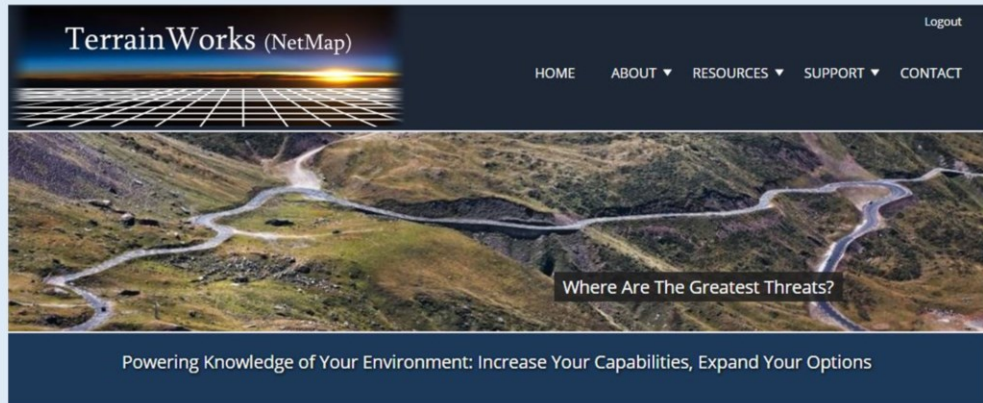 Logout
TerrainWorks (NetMap)
HOME ABOUT ▼ RESOURCES ▼ SUPPORT ▼ CONTACT
Where Are The Greatest Threats?
Powering Knowledge of Your Environment: Increase Your Capabilities, Expand Your Options